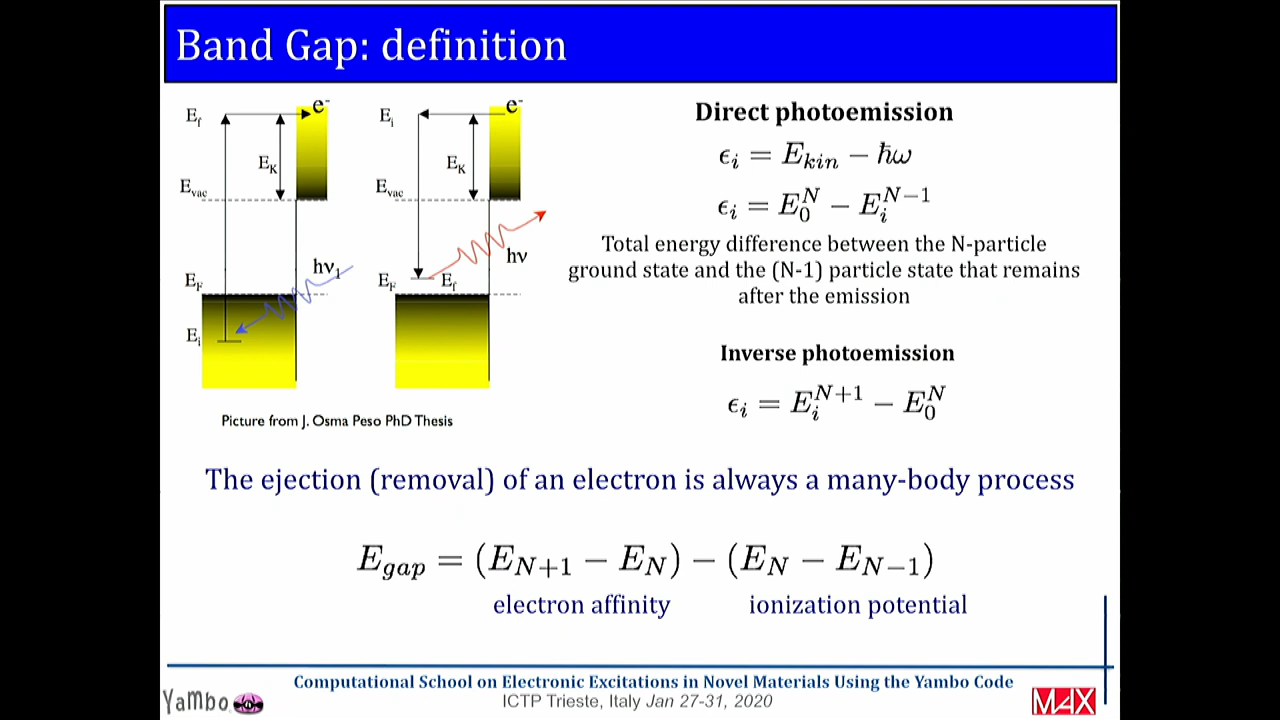 Band Gap: definition
E_f
e⁻
E_K
E_vac
hν₁
E_F
E_i
E_i
e⁻
E_K
E_vac
hν
E_F
E_f
Picture from J. Osma Peso PhD Thesis
Direct photoemission
ϵ_i = E_kin − ħω
ϵ_i = E_0^N − E_i^{N−1}
Total energy difference between the N-particle
ground state and the (N-1) particle state that remains
after the emission
Inverse photoemission
ϵ_i = E_i^{N+1} − E_0^N
The ejection (removal) of an electron is always a many-body process
E_gap = (E_{N+1} − E_N) − (E_N − E_{N−1})
electron affinity ionization potential
Computational School on Electronic Excitations in Novel Materials Using the Yambo Code
ICTP Trieste, Italy Jan 27-31, 2020
Yambo
MAX